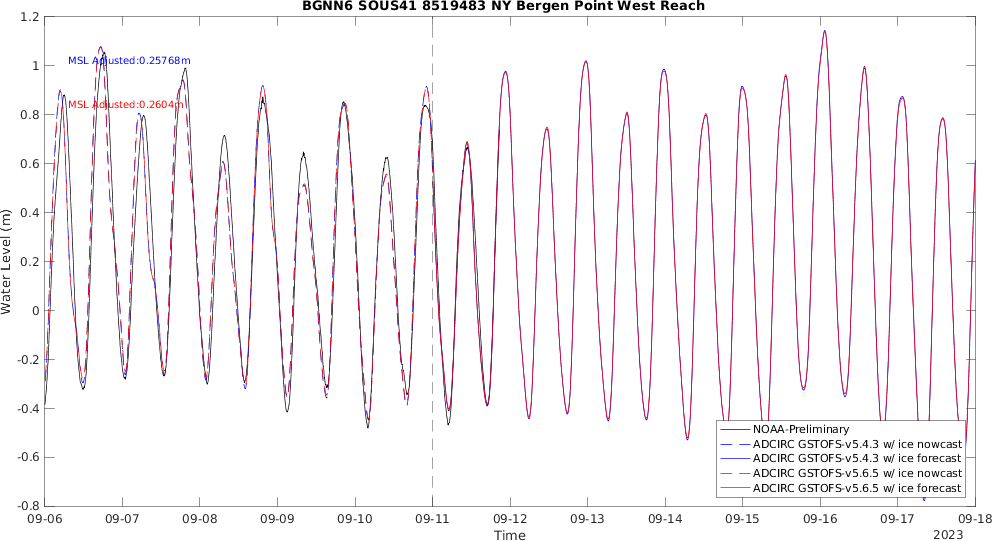 BGNN6 SOUS41 8519483 NY Bergen Point West Reach
1.2
1
0.8
0.6
0.4
0.2
0
-0.2
-0.4
-0.6
-0.8
Water Level (m)
MSL Adjusted:0.25768m
MSL Adjusted:0.2604m
NOAA-Preliminary
ADCIRC GSTOFS-v5.4.3 w/ ice nowcast
ADCIRC GSTOFS-v5.4.3 w/ ice forecast
ADCIRC GSTOFS-v5.6.5 w/ ice nowcast
ADCIRC GSTOFS-v5.6.5 w/ ice forecast
09-06 09-07 09-08 09-09 09-10 09-11 09-12 09-13 09-14 09-15 09-16 09-17 09-18
Time
2023